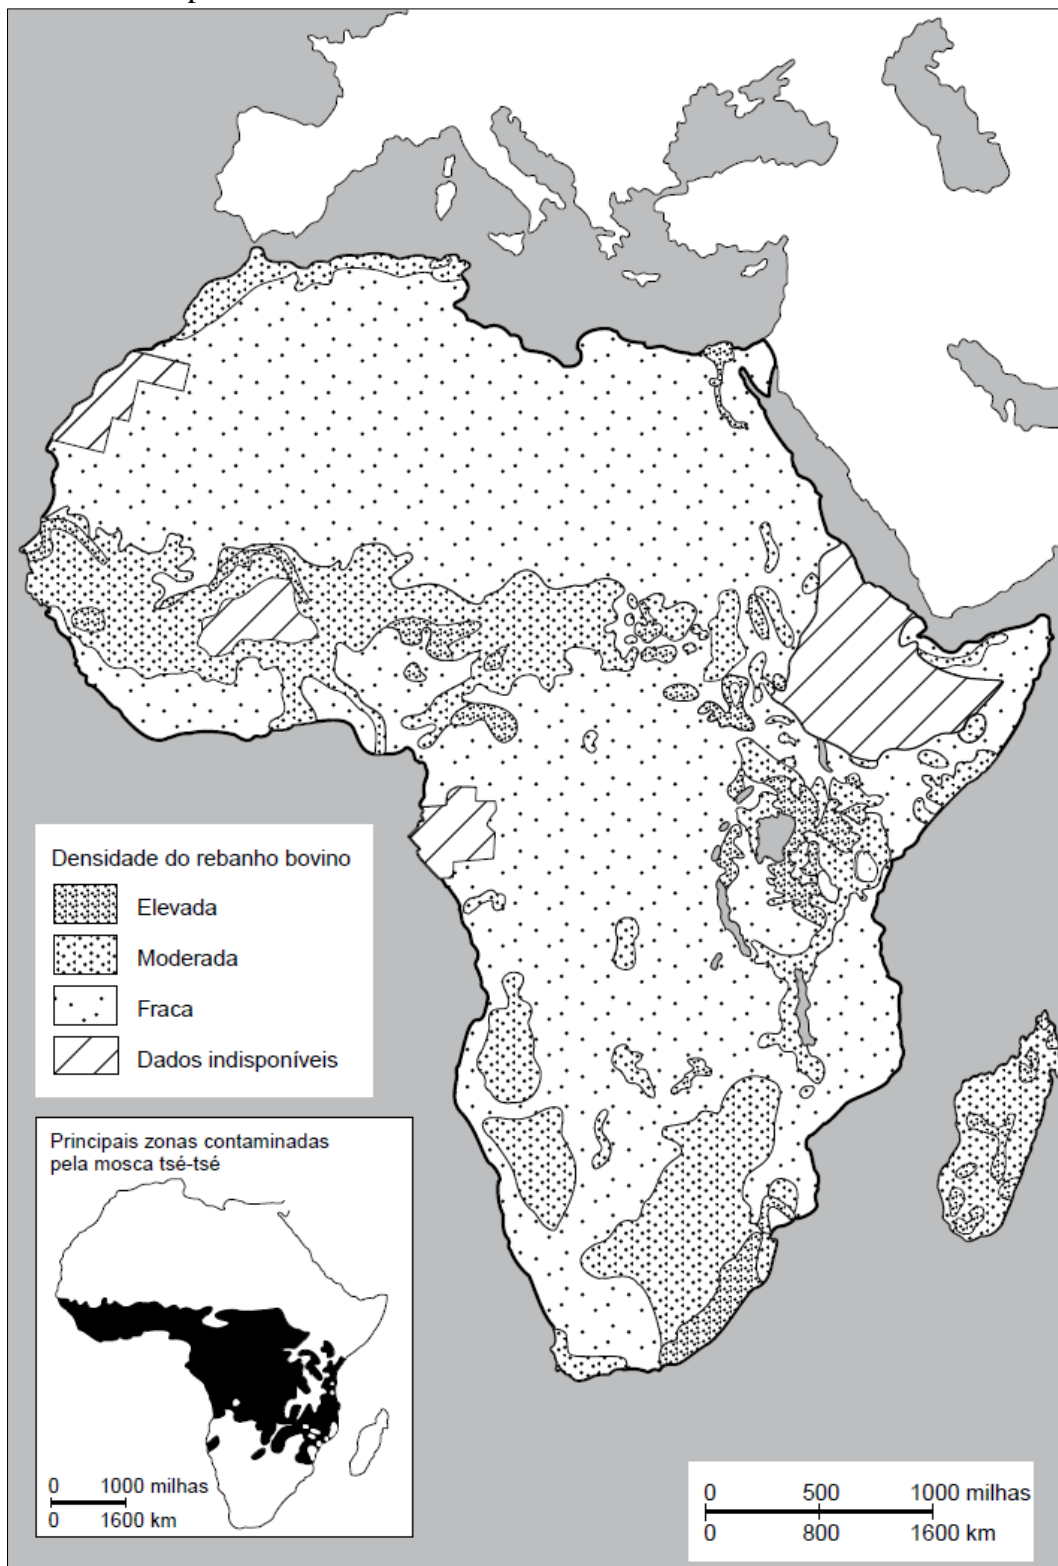 Densidade do rebanho bovino
Elevada
Moderada
Fraca
Dados indisponíveis
Principais zonas contaminadas
pela mosca tsé-tsé
0 1000 milhas
0 1600 km
0 500 1000 milhas
0 800 1600 km